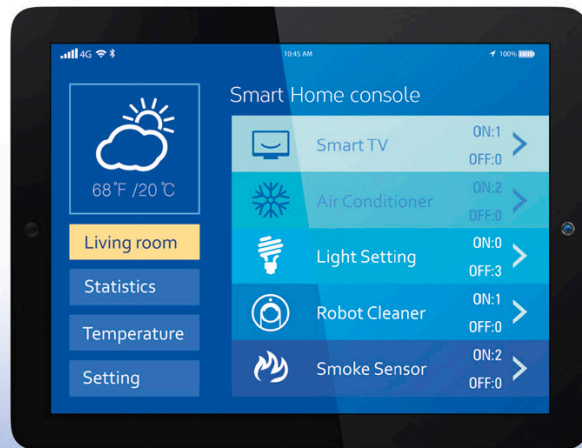 4G
10:45 AM
100%
68°F /20°C
Living room
Statistics
Temperature
Setting
Smart Home console
Smart TV
ON:1
OFF:0
Air Conditioner
ON:2
OFF:0
Light Setting
ON:0
OFF:3
Robot Cleaner
ON:1
OFF:0
Smoke Sensor
ON:2
OFF:0